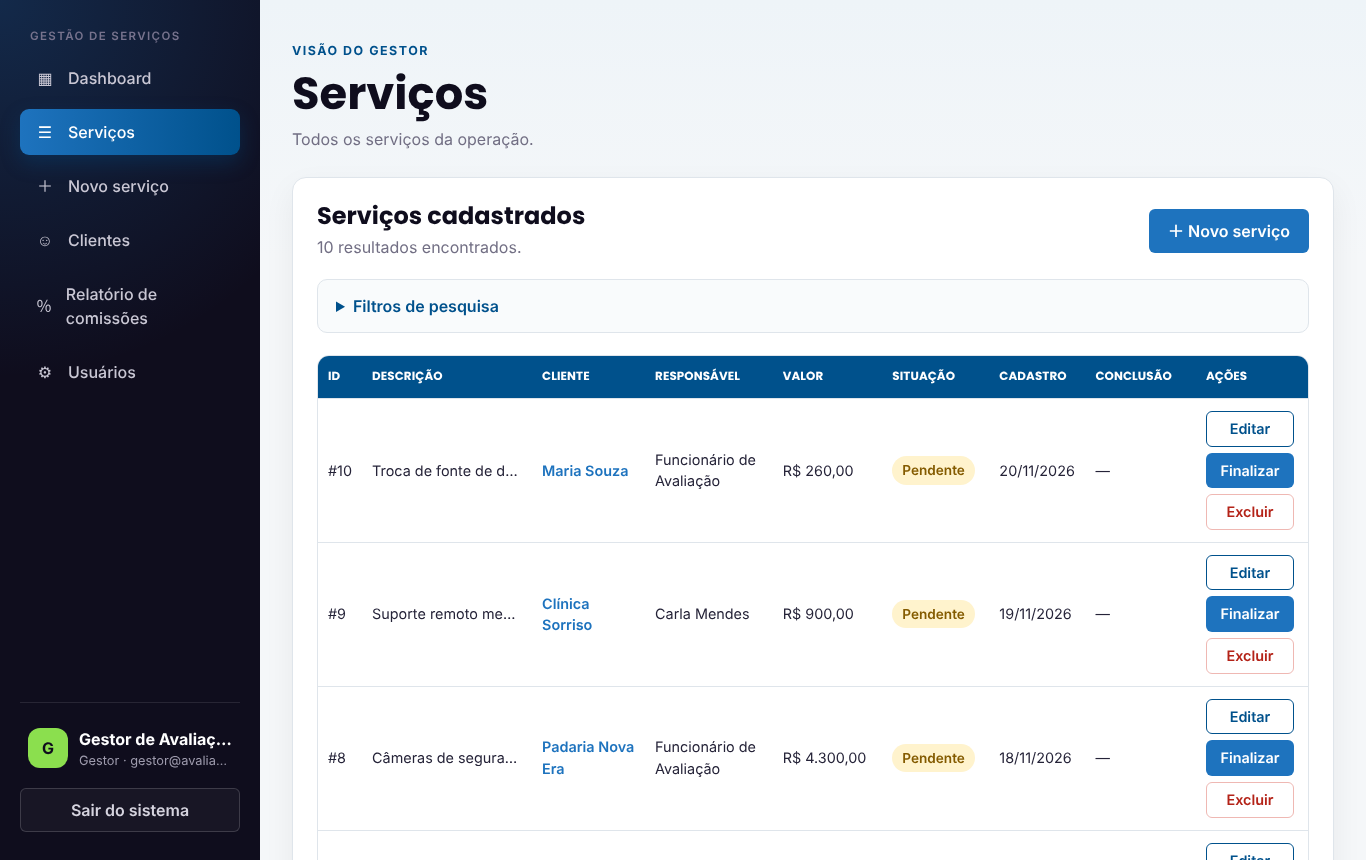 GESTÃO DE SERVIÇOS
Dashboard
Serviços
Novo serviço
Clientes
% Relatório de
comissões
Usuários
G
Gestor de Avaliaç...
Gestor · gestor@avalia...
Sair do sistema
VISÃO DO GESTOR
Serviços
Todos os serviços da operação.
Serviços cadastrados
10 resultados encontrados.
+ Novo serviço
Filtros de pesquisa
ID DESCRIÇÃO CLIENTE RESPONSÁVEL VALOR SITUAÇÃO CADASTRO CONCLUSÃO AÇÕES
#10 Troca de fonte de d... Maria Souza Funcionário de Avaliação R$ 260,00 Pendente 20/11/2026 —
Editar
Finalizar
Excluir
#9 Suporte remoto me... Clínica Sorriso Carla Mendes R$ 900,00 Pendente 19/11/2026 —
Editar
Finalizar
Excluir
#8 Câmeras de segura... Padaria Nova Era Funcionário de Avaliação R$ 4.300,00 Pendente 18/11/2026 —
Editar
Finalizar
Excluir
Editar